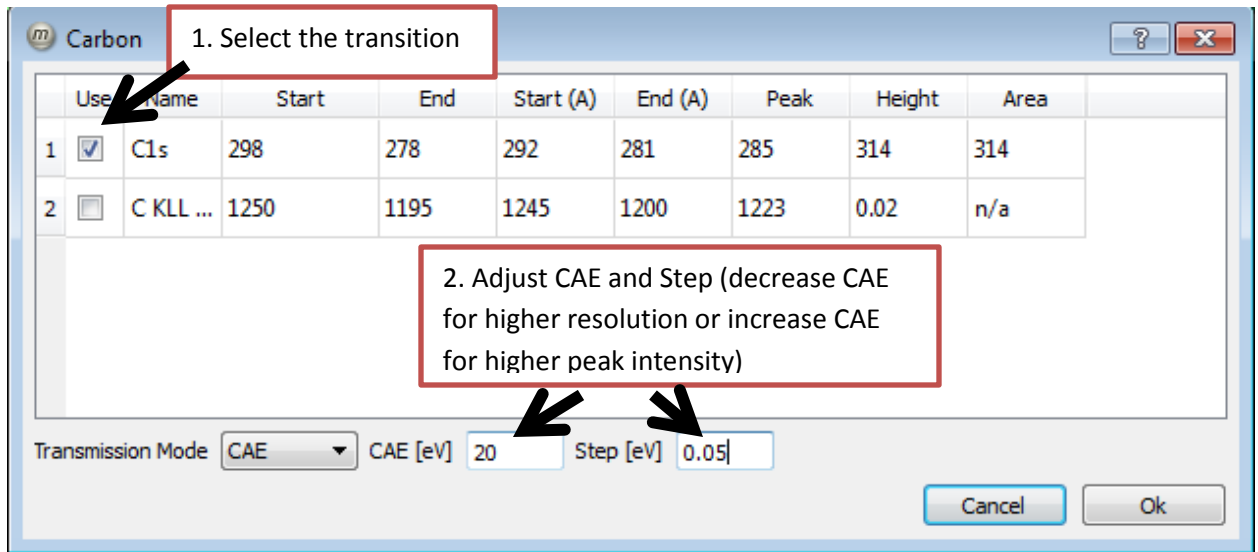 m Carbon
1. Select the transition
? X
Use Name Start End Start (A) End (A) Peak Height Area
1 C1s 298 278 292 281 285 314 314
2 C KLL ... 1250 1195 1245 1200 1223 0.02 n/a
2. Adjust CAE and Step (decrease CAE
for higher resolution or increase CAE
for higher peak intensity)
Transmission Mode CAE CAE [eV] 20 Step [eV] 0.05
Cancel Ok